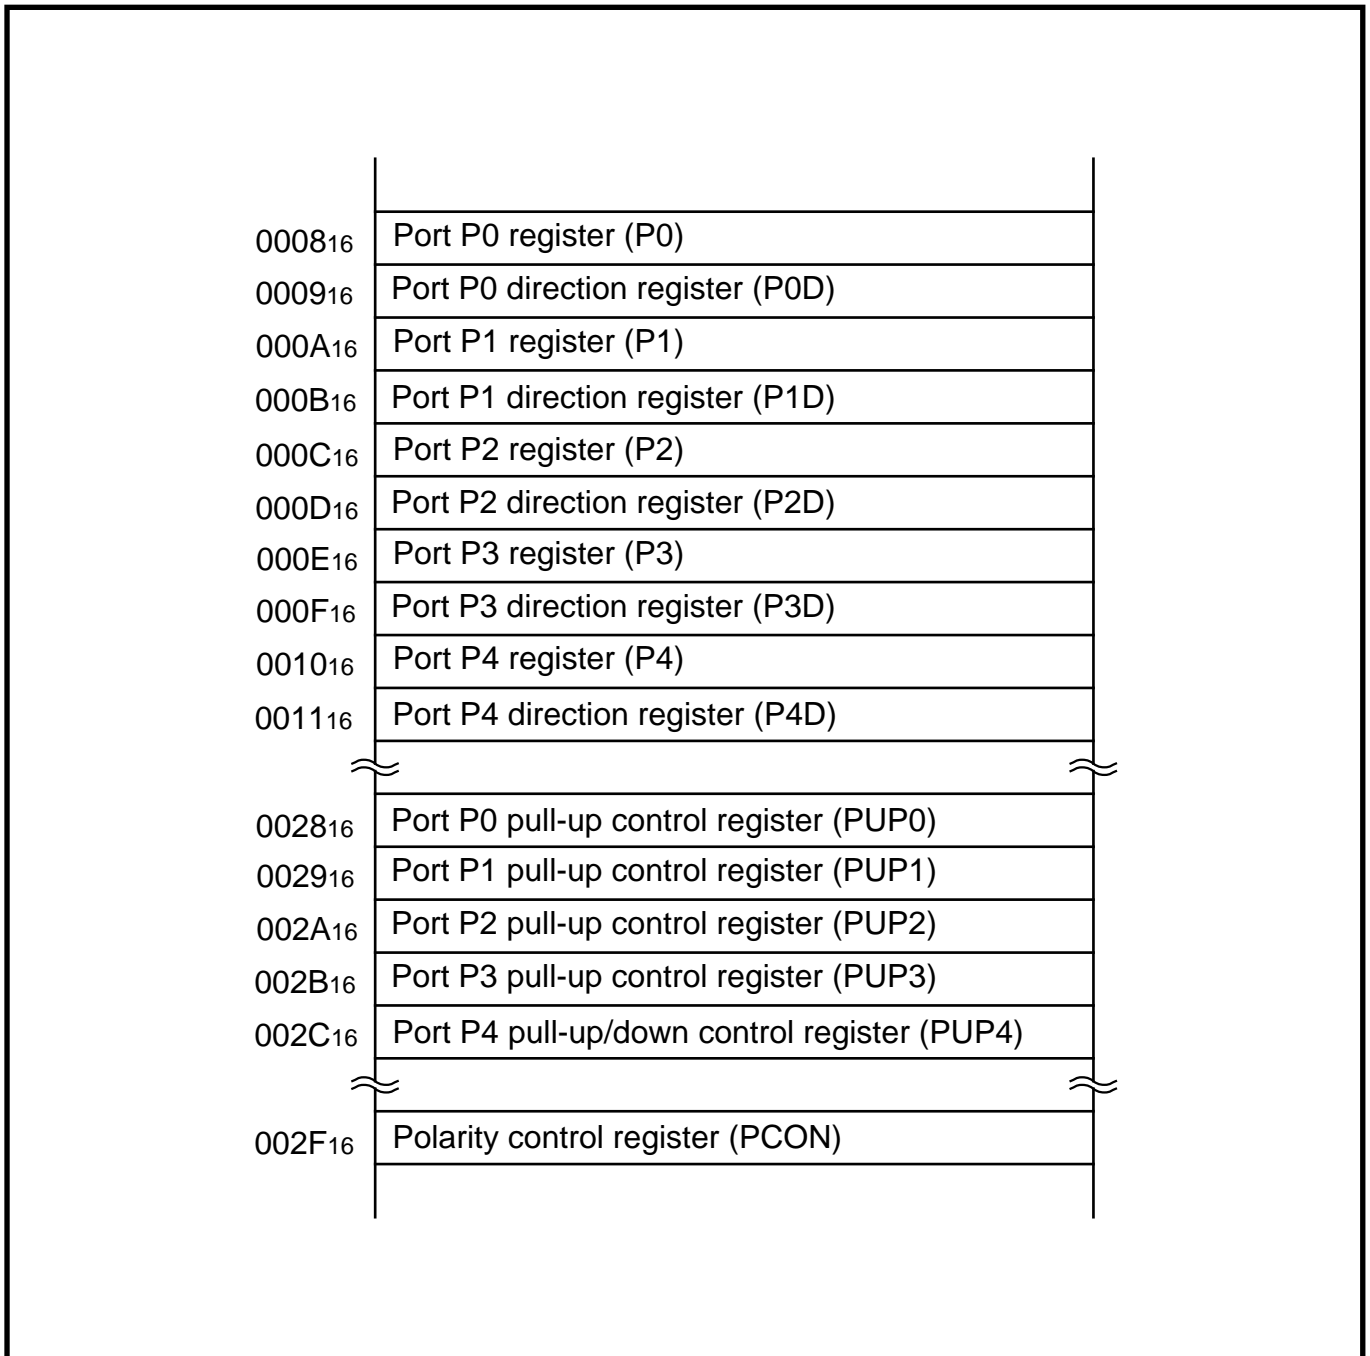 0008₁₆ Port P0 register (P0)
0009₁₆ Port P0 direction register (P0D)
000A₁₆ Port P1 register (P1)
000B₁₆ Port P1 direction register (P1D)
000C₁₆ Port P2 register (P2)
000D₁₆ Port P2 direction register (P2D)
000E₁₆ Port P3 register (P3)
000F₁₆ Port P3 direction register (P3D)
0010₁₆ Port P4 register (P4)
0011₁₆ Port P4 direction register (P4D)
0028₁₆ Port P0 pull-up control register (PUP0)
0029₁₆ Port P1 pull-up control register (PUP1)
002A₁₆ Port P2 pull-up control register (PUP2)
002B₁₆ Port P3 pull-up control register (PUP3)
002C₁₆ Port P4 pull-up/down control register (PUP4)
002F₁₆ Polarity control register (PCON)